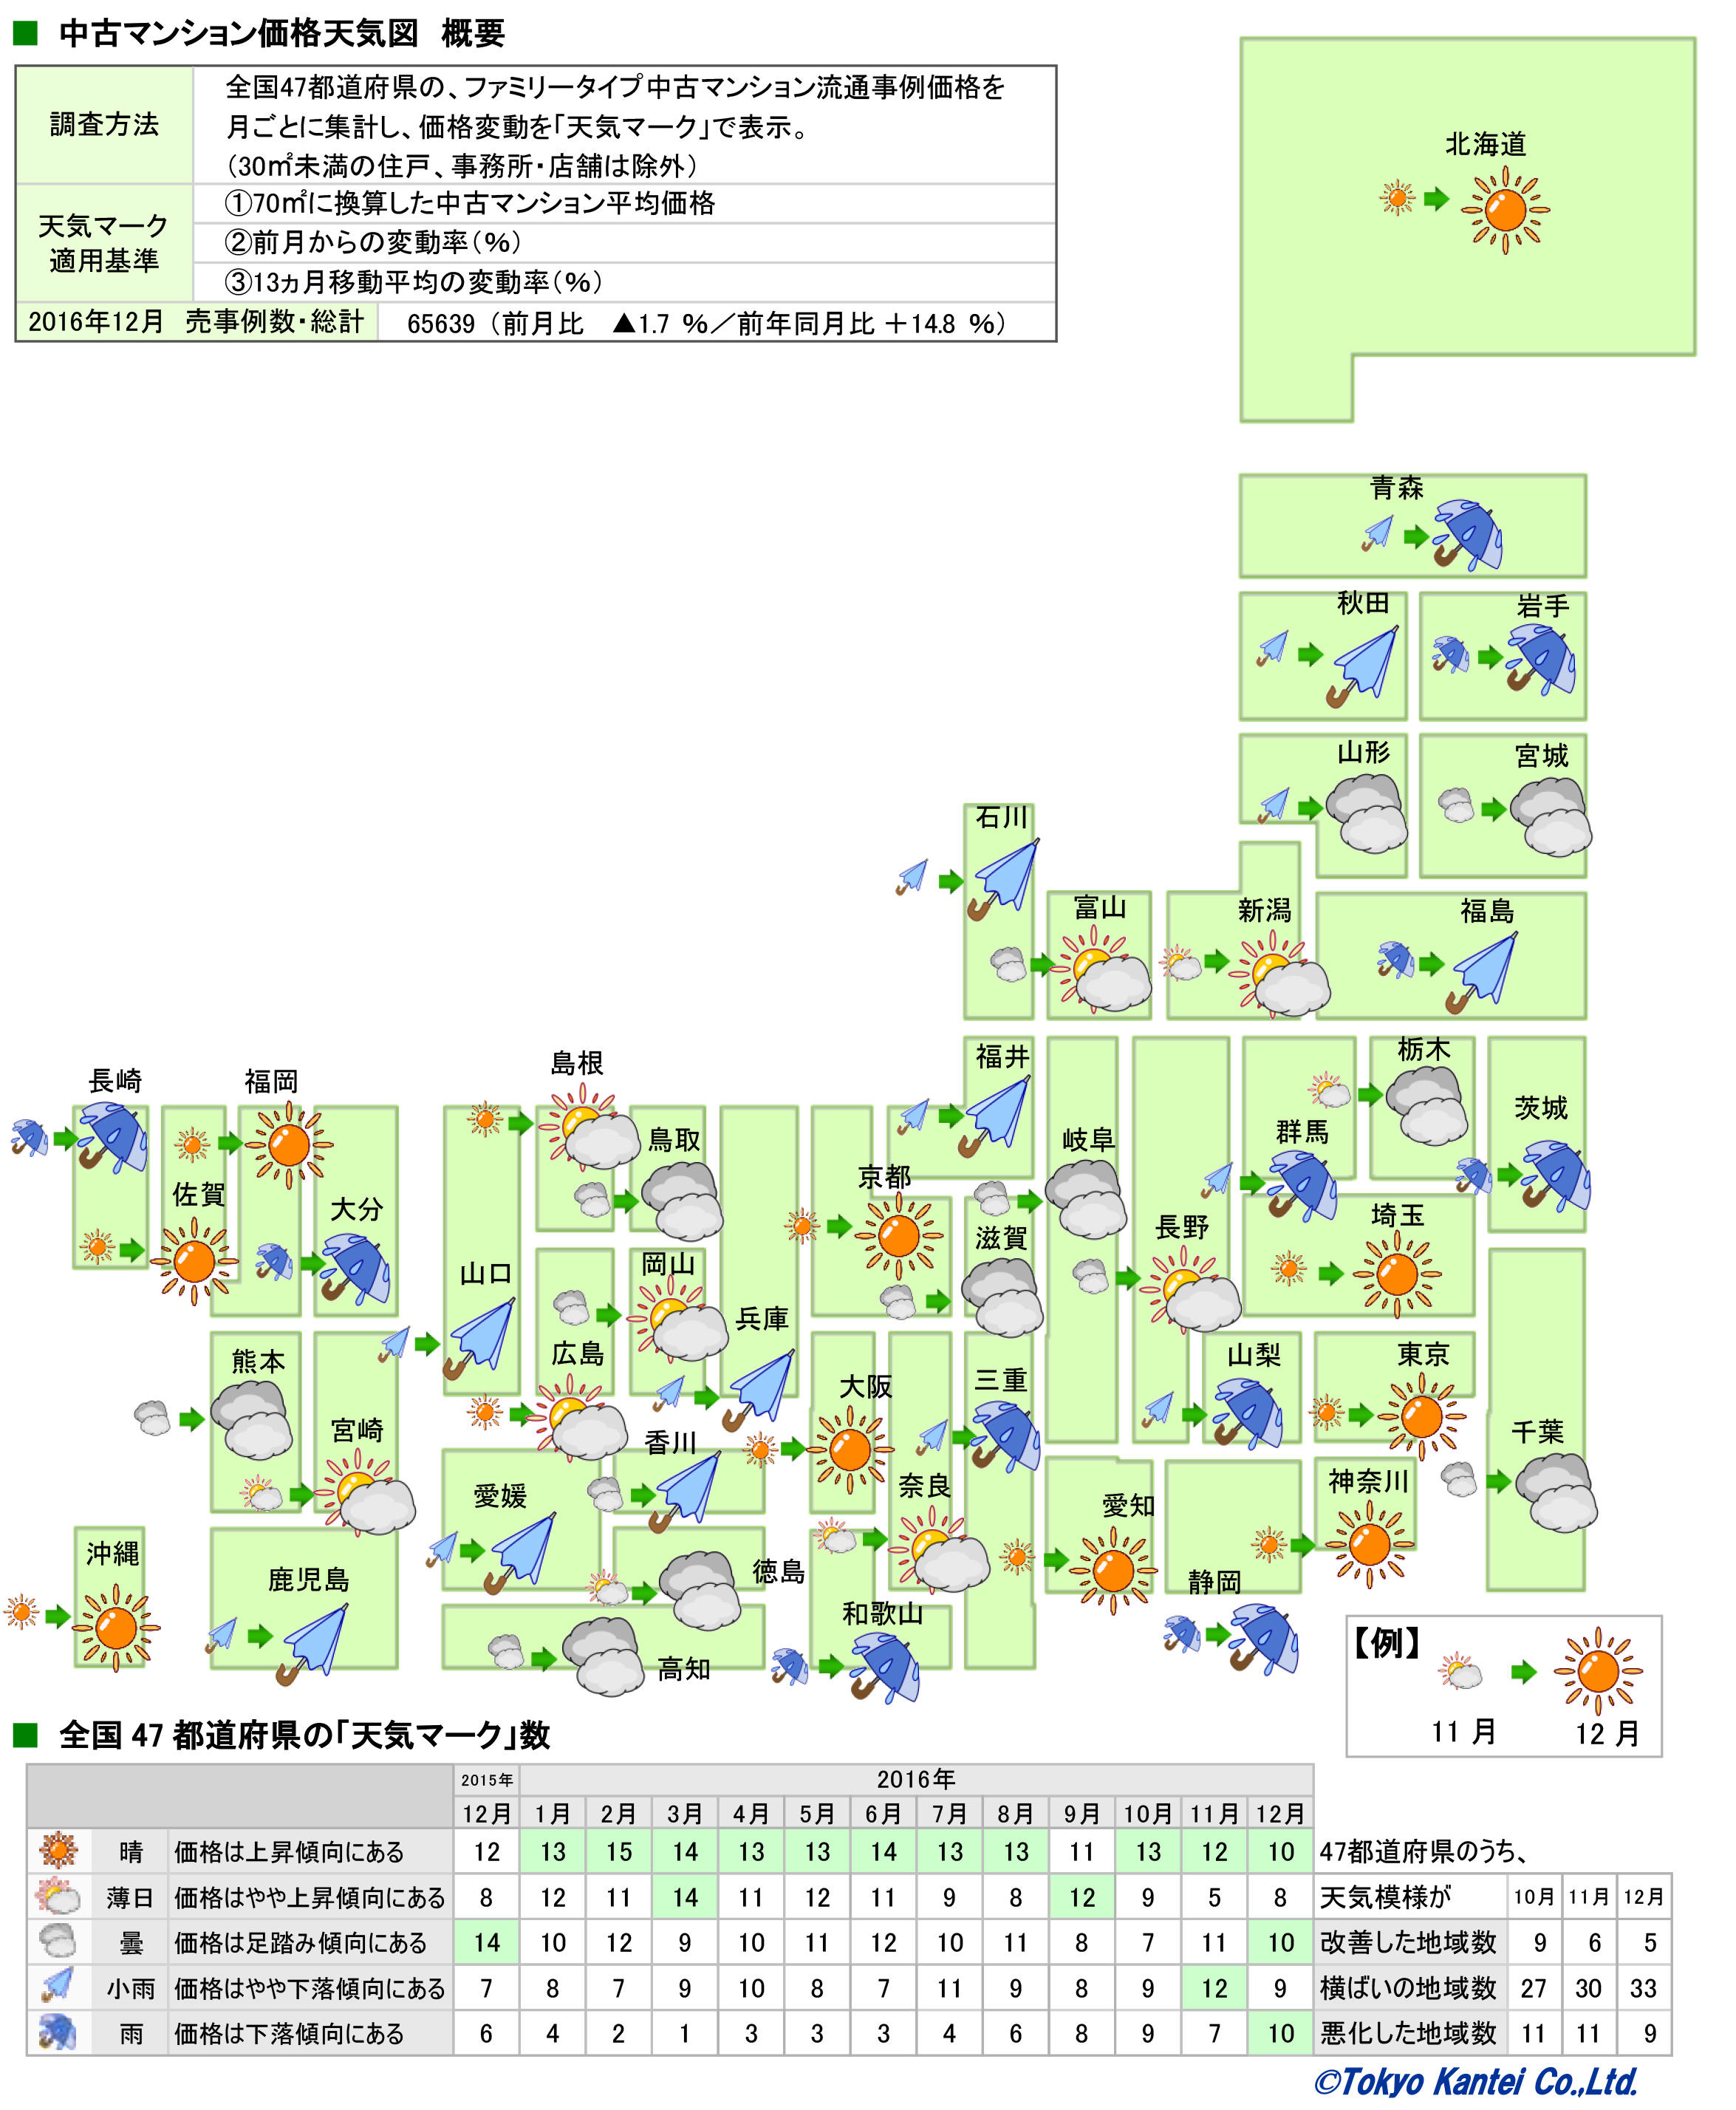 ■ 中古マンション価格天気図　概要
調査方法
全国47都道府県の、ファミリータイプ中古マンション流通事例価格を
月ごとに集計し、価格変動を「天気マーク」で表示。
（30㎡未満の住戸、事務所・店舗は除外）
天気マーク
適用基準
①70㎡に換算した中古マンション平均価格
②前月からの変動率（％）
③13ヵ月移動平均の変動率（％）
2016年12月　売事例数・総計　65639（前月比　▲1.7 ％／前年同月比 ＋14.8 ％）
北海道
青森
秋田 岩手
山形 宮城
石川
富山 新潟 福島
福井 栃木
島根
長崎 福岡
茨城
鳥取 岐阜 群馬
京都
佐賀
大分 滋賀 長野 埼玉
山口 岡山
兵庫
熊本 広島 山梨 東京
大阪 三重
宮崎 香川 千葉
愛媛 奈良 愛知 神奈川
沖縄 鹿児島 徳島 静岡
和歌山
高知
【例】
11 月 12 月
■ 全国 47 都道府県の「天気マーク」数
2015年 2016年
12月 1月 2月 3月 4月 5月 6月 7月 8月 9月 10月 11月 12月
晴 価格は上昇傾向にある 12 13 15 14 13 13 14 13 13 11 13 12 10 47都道府県のうち、
薄日 価格はやや上昇傾向にある 8 12 11 14 11 12 11 9 8 12 9 5 8 天気模様が 10月 11月 12月
曇 価格は足踏み傾向にある 14 10 12 9 10 11 12 10 11 8 7 11 10 改善した地域数 9 6 5
小雨 価格はやや下落傾向にある 7 8 7 9 10 8 7 11 9 8 9 12 9 横ばいの地域数 27 30 33
雨 価格は下落傾向にある 6 4 2 1 3 3 3 4 6 8 9 7 10 悪化した地域数 11 11 9
©Tokyo Kantei Co.,Ltd.